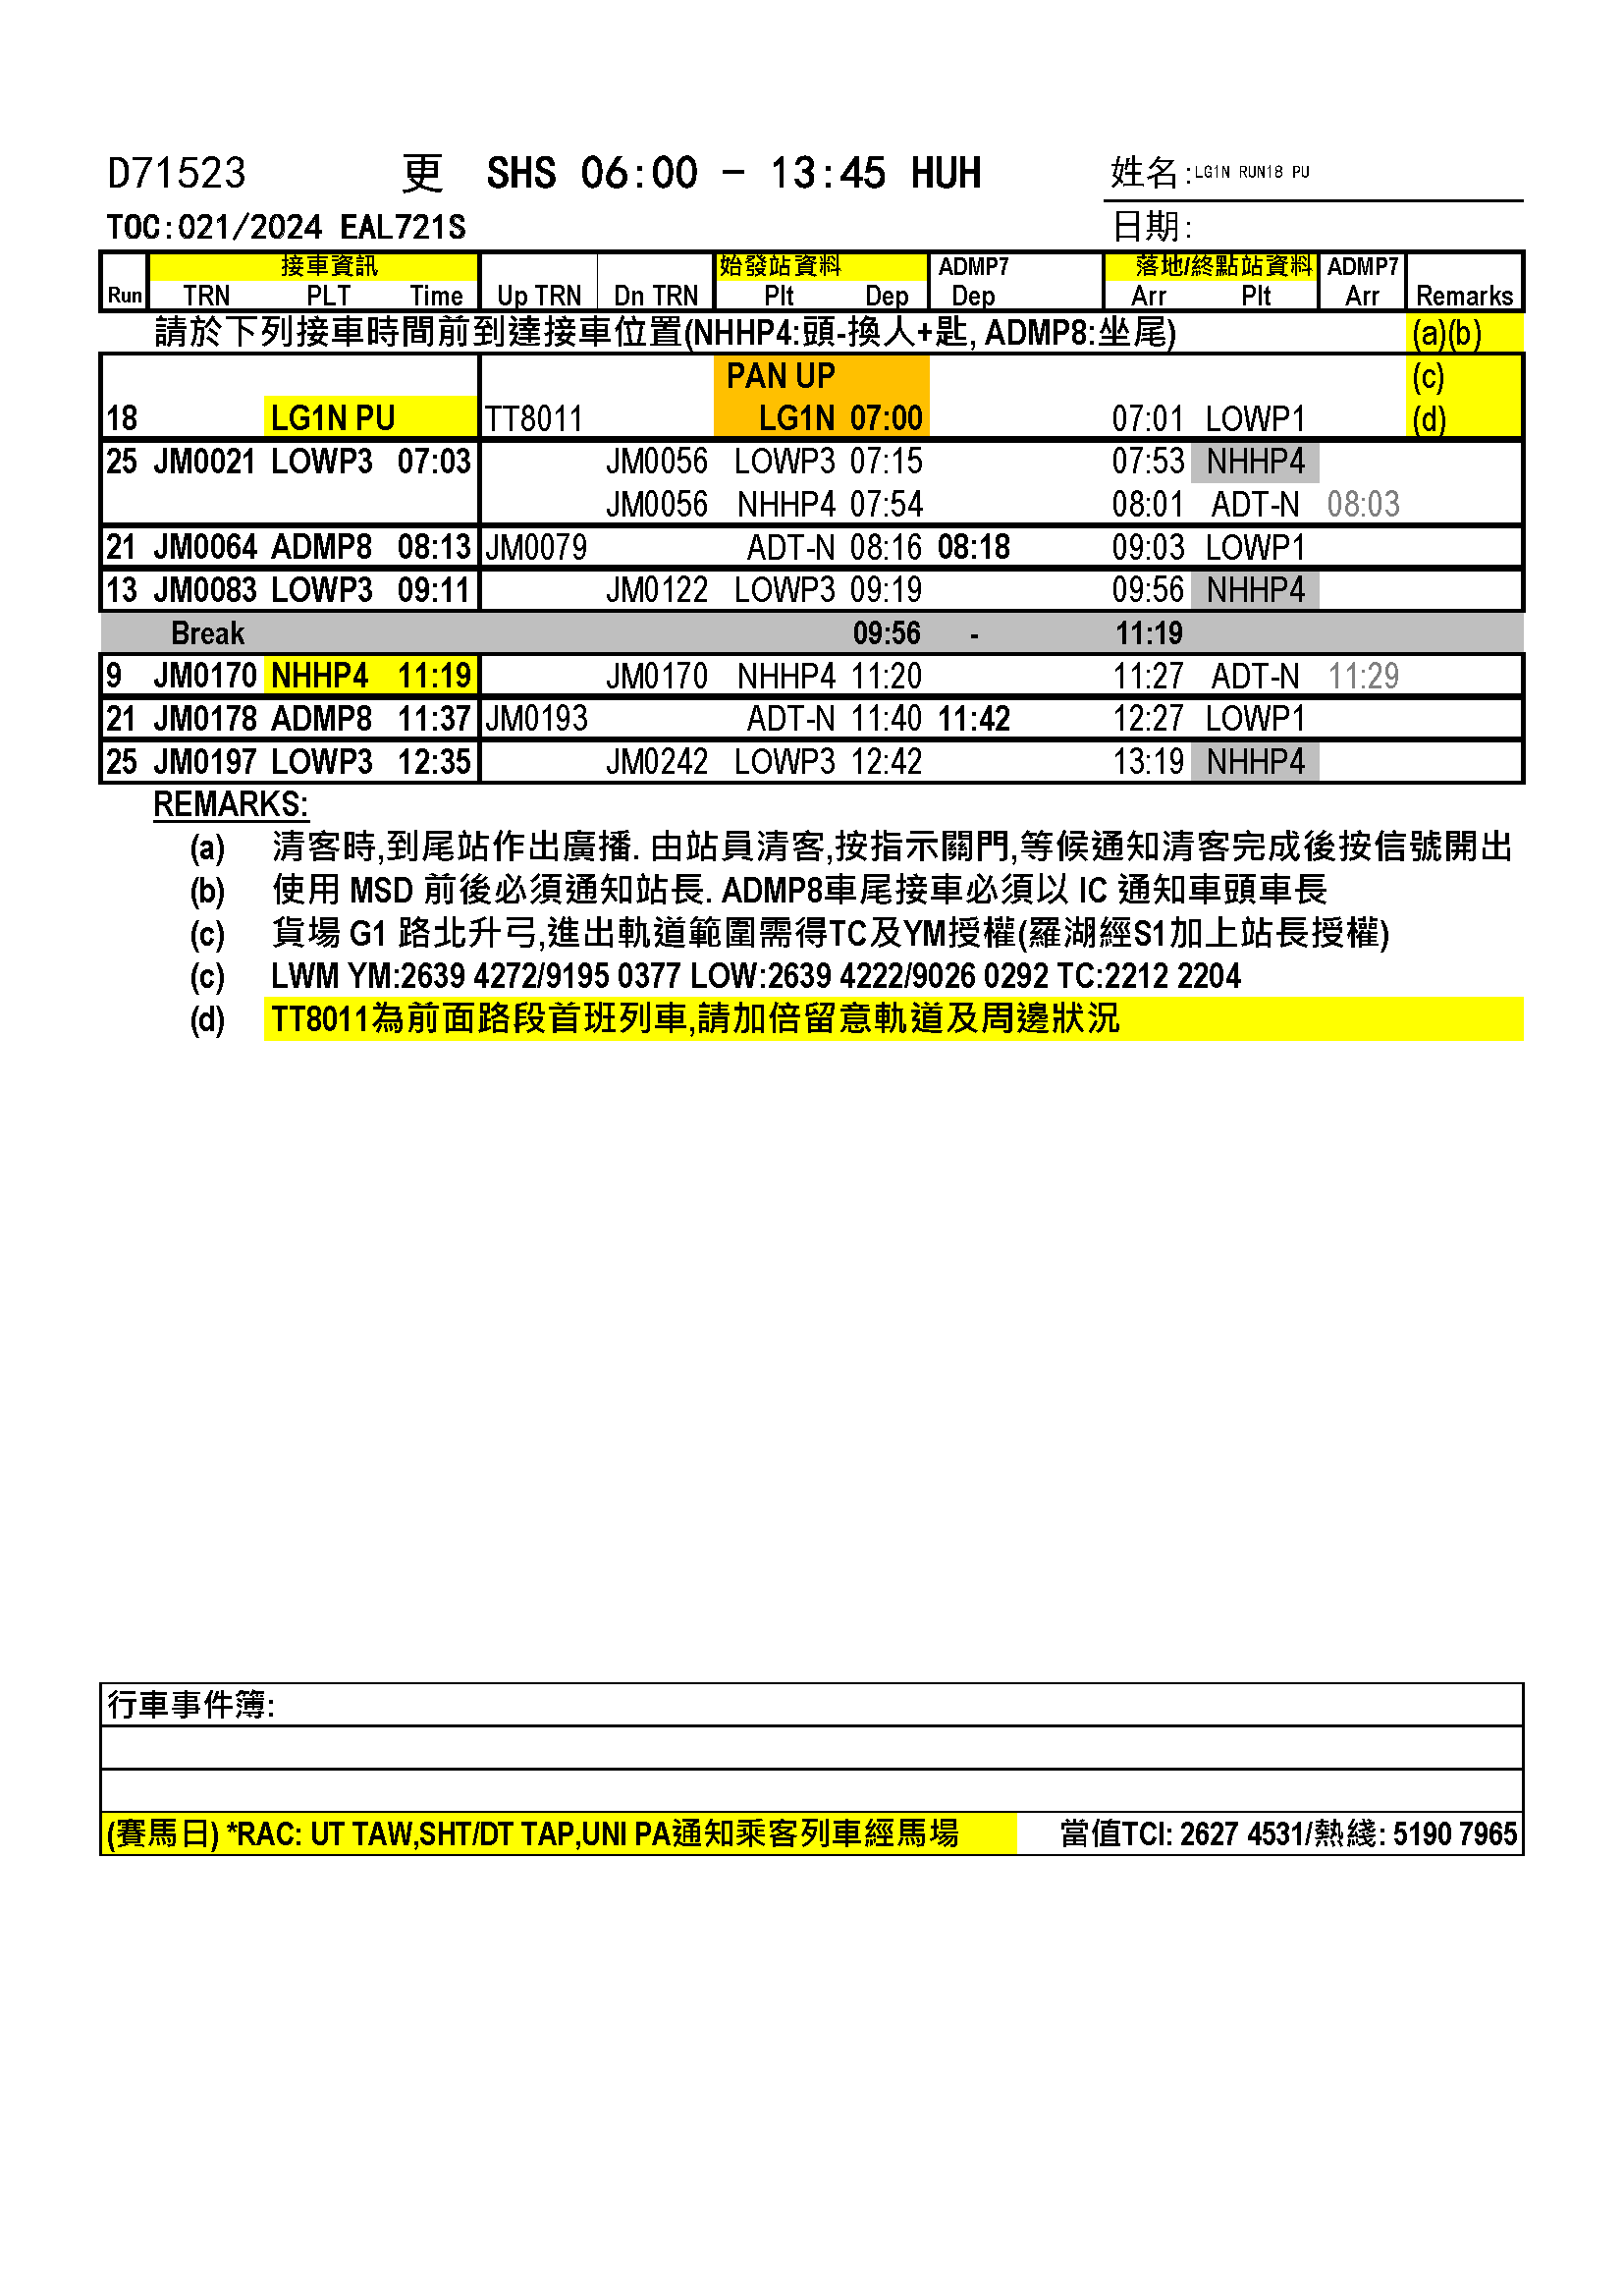 D71523 更 SHS 06:00 - 13:45 HUH 姓名:LG1N RUN18 PU
TOC:021/2024 EAL721S 日期:
接車資訊 始發站資料 ADMP7 落地/終點站資料 ADMP7
Run TRN PLT Time Up TRN Dn TRN Plt Dep Dep Arr Plt Arr Remarks
請於下列接車時間前到達接車位置(NHHP4:頭-換人+匙, ADMP8:坐尾) (a)(b)
PAN UP (c)
18 LG1N PU TT8011 LG1N 07:00 07:01 LOWP1 (d)
25 JM0021 LOWP3 07:03 JM0056 LOWP3 07:15 07:53 NHHP4
JM0056 NHHP4 07:54 08:01 ADT-N 08:03
21 JM0064 ADMP8 08:13 JM0079 ADT-N 08:16 08:18 09:03 LOWP1
13 JM0083 LOWP3 09:11 JM0122 LOWP3 09:19 09:56 NHHP4
Break 09:56 - 11:19
9 JM0170 NHHP4 11:19 JM0170 NHHP4 11:20 11:27 ADT-N 11:29
21 JM0178 ADMP8 11:37 JM0193 ADT-N 11:40 11:42 12:27 LOWP1
25 JM0197 LOWP3 12:35 JM0242 LOWP3 12:42 13:19 NHHP4
REMARKS:
(a) 清客時,到尾站作出廣播. 由站員清客,按指示關門,等候通知清客完成後按信號開出
(b) 使用 MSD 前後必須通知站長. ADMP8車尾接車必須以 IC 通知車頭車長
(c) 貨場 G1 路北升弓,進出軌道範圍需得TC及YM授權(羅湖經S1加上站長授權)
(c) LWM YM:2639 4272/9195 0377 LOW:2639 4222/9026 0292 TC:2212 2204
(d) TT8011為前面路段首班列車,請加倍留意軌道及周邊狀況
行車事件簿:
(賽馬日) *RAC: UT TAW,SHT/DT TAP,UNI PA通知乘客列車經馬場 當值TCI: 2627 4531/熱綫: 5190 7965